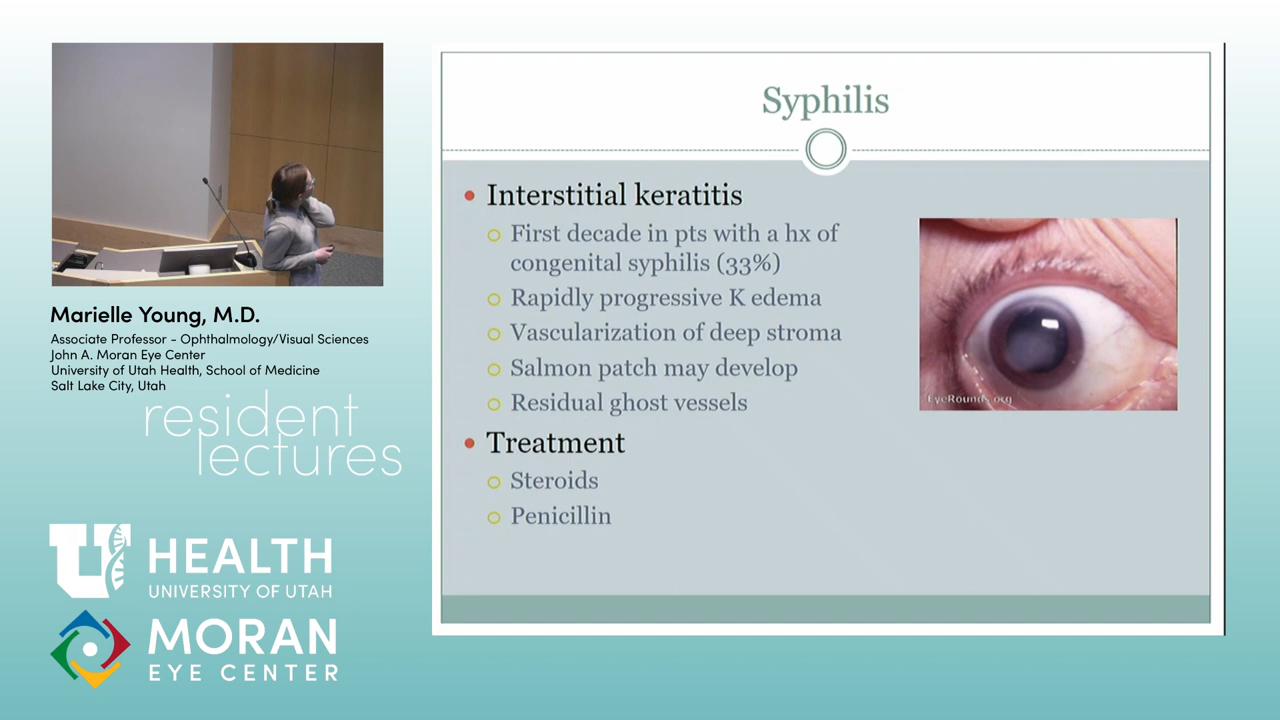 Marielle Young, M.D.
Associate Professor - Ophthalmology/Visual Sciences
John A. Moran Eye Center
University of Utah Health, School of Medicine
Salt Lake City, Utah
resident
lectures
U HEALTH
UNIVERSITY OF UTAH
MORAN
EYE CENTER
Syphilis
Interstitial keratitis
First decade in pts with a hx of
congenital syphilis (33%)
Rapidly progressive K edema
Vascularization of deep stroma
Salmon patch may develop
Residual ghost vessels
Treatment
Steroids
Penicillin
EyeRounds.org